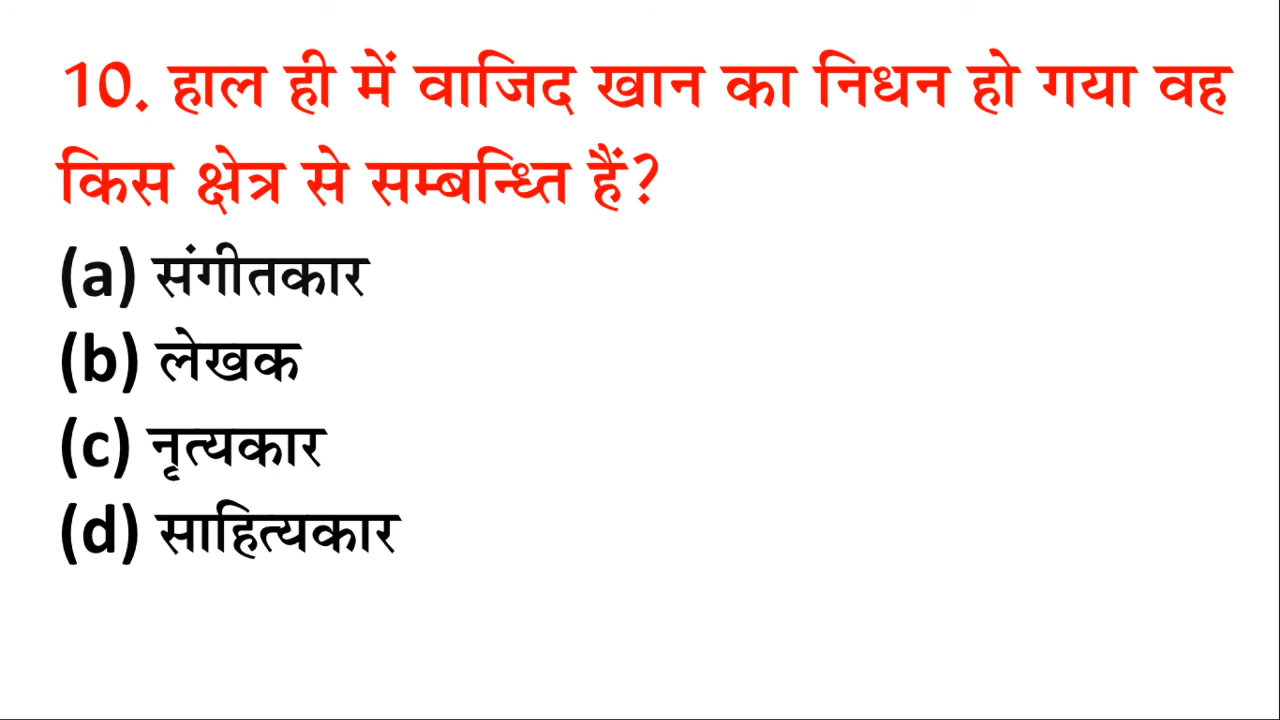 10. हाल ही में वाजिद खान का निधन हो गया वह
किस क्षेत्र से सम्बन्ध्ति हैं?
(a) संगीतकार
(b) लेखक
(c) नृत्यकार
(d) साहित्यकार